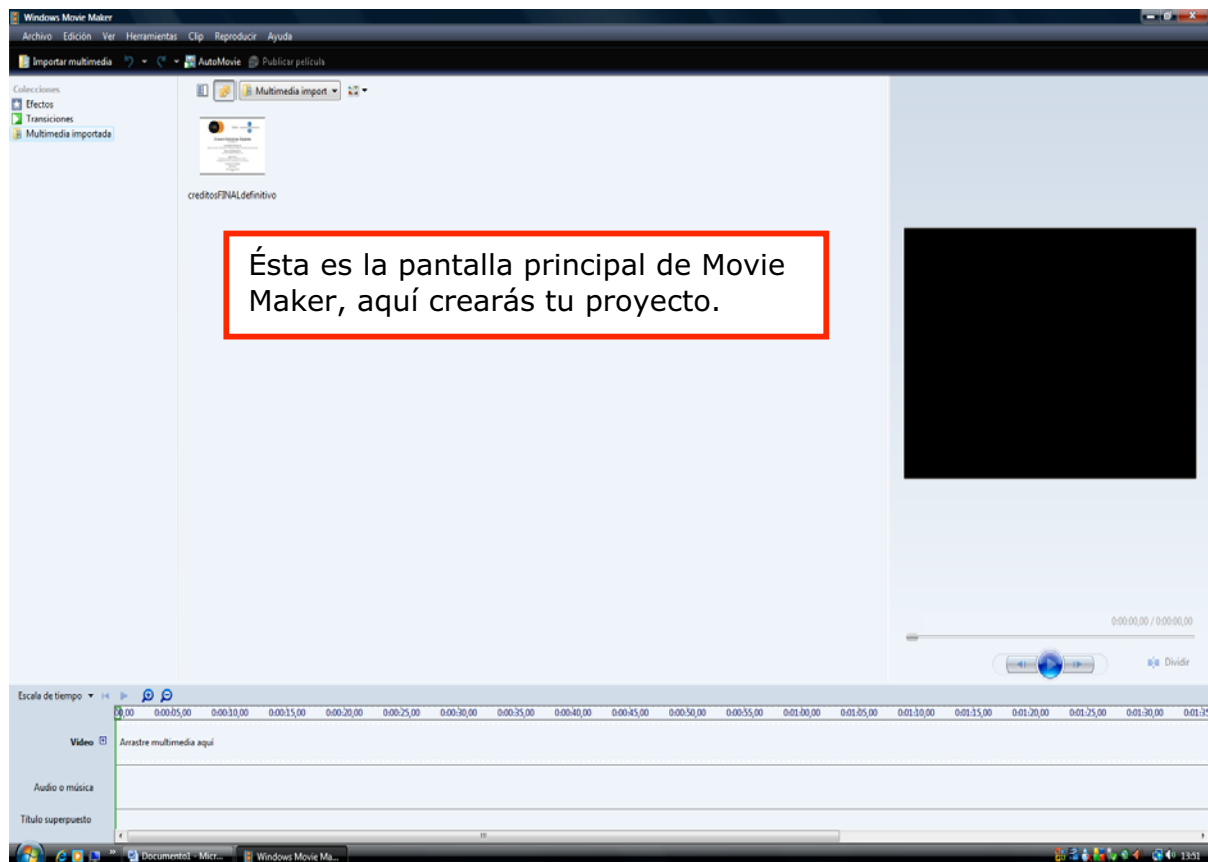 Windows Movie Maker
Archivo Edición Ver Herramientas Clip Reproducir Ayuda
Importar multimedia AutoMovie Publicar película
Colecciones
Efectos
Transiciones
Multimedia importada
Multimedia import
creditosFINALdefinitivo
Ésta es la pantalla principal de Movie
Maker, aquí crearás tu proyecto.
0:00:00,00 / 0:00:00,00
Dividir
Escala de tiempo
0:00:05,00 0:00:10,00 0:00:15,00 0:00:20,00 0:00:25,00 0:00:30,00 0:00:35,00 0:00:40,00 0:00:45,00 0:00:50,00 0:00:55,00 0:01:00,00 0:01:05,00 0:01:10,00 0:01:15,00 0:01:20,00 0:01:25,00 0:01:30,00
Video
Arrastre multimedia aquí
Audio o música
Título superpuesto
Documento1 - Micr... Windows Movie Ma... 13:51